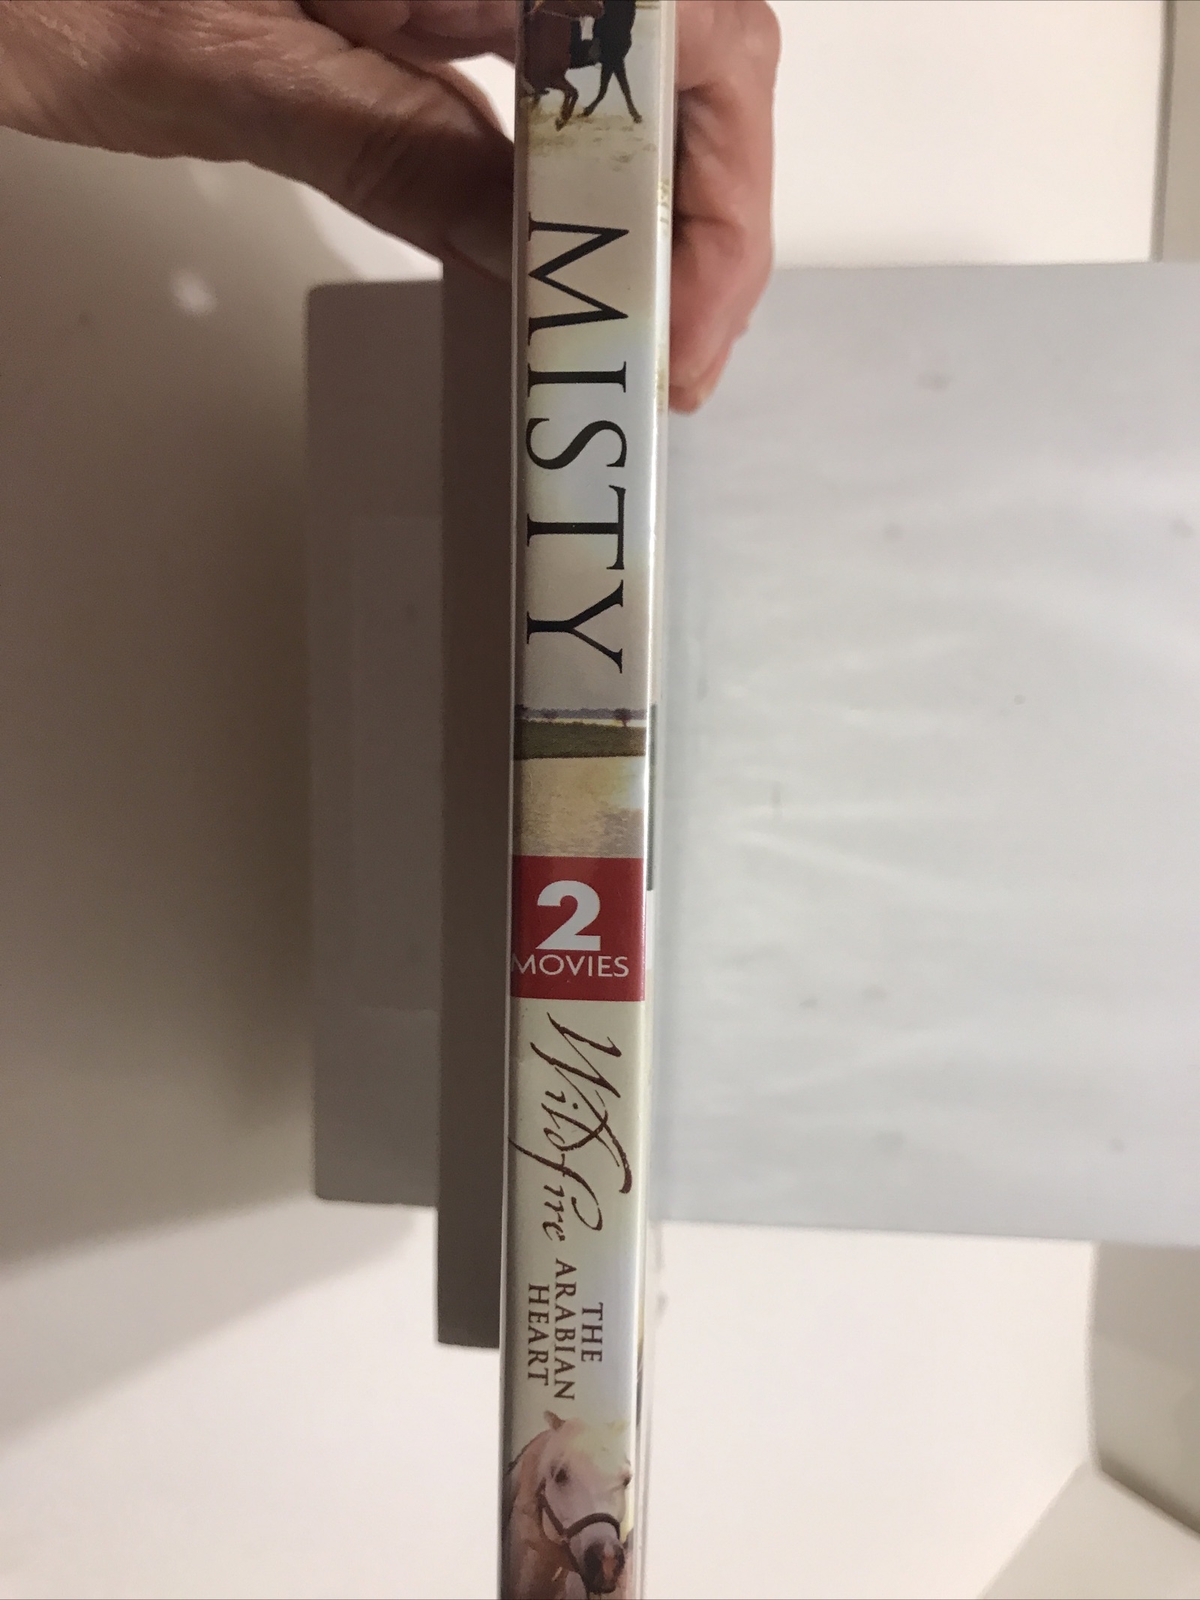 MISTY
2
MOVIES
Wildfire
THE
ARABIAN
HEART